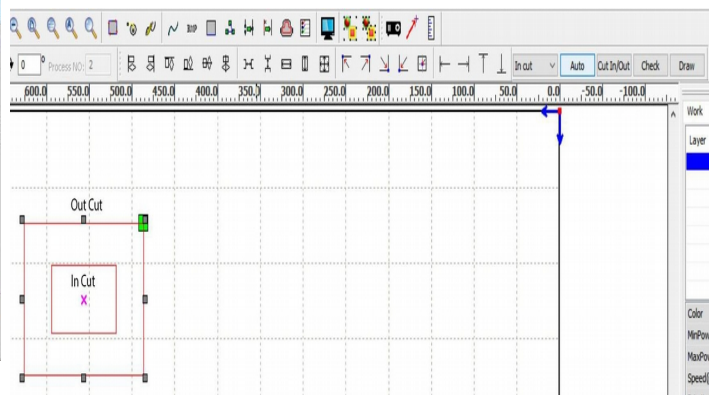 0 ° Process NO: 2 In cut Auto Cut In/Out Check Draw
600.0 550.0 500.0 450.0 400.0 350.0 300.0 250.0 200.0 150.0 100.0 50.0 0.0 -50.0 -100.0
Work
Layer
Out Cut
In Cut
Color
MinPow
MaxPo
Speed(